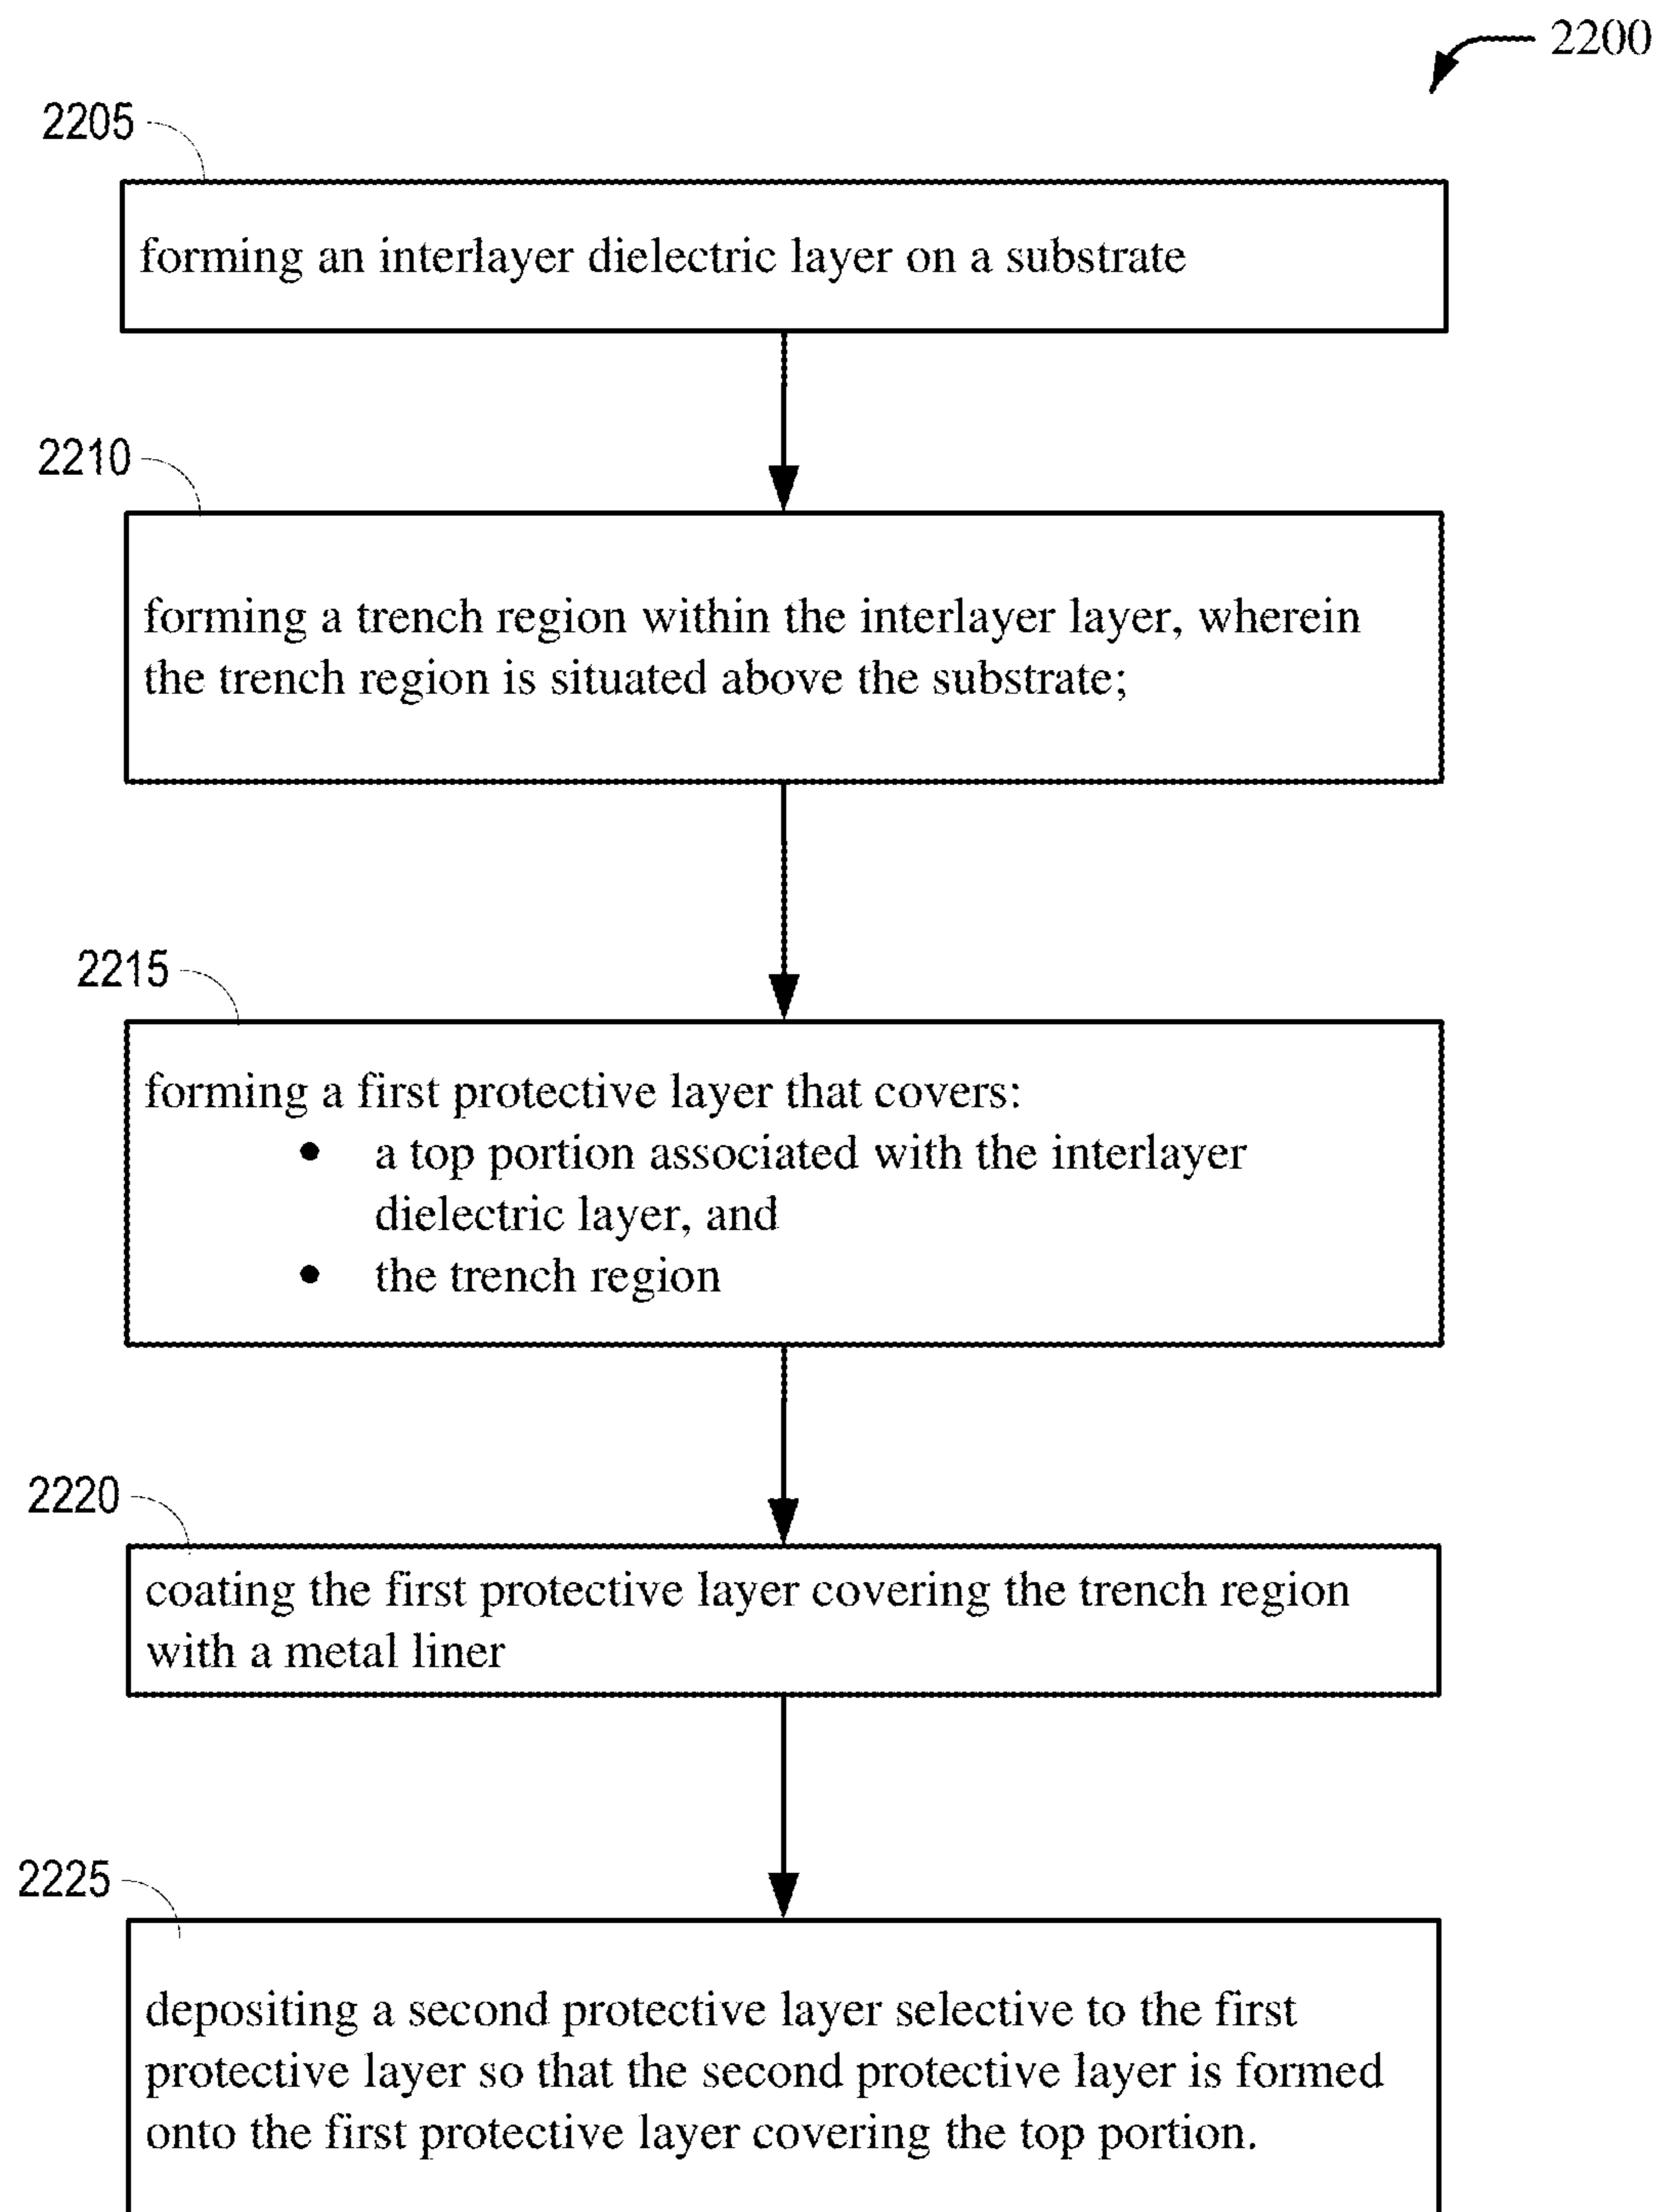 2200
2205
forming an interlayer dielectric layer on a substrate
2210
forming a trench region within the interlayer layer, wherein
the trench region is situated above the substrate;
2215
forming a first protective layer that covers:
• a top portion associated with the interlayer
dielectric layer, and
• the trench region
2220
coating the first protective layer covering the trench region
with a metal liner
2225
depositing a second protective layer selective to the first
protective layer so that the second protective layer is formed
onto the first protective layer covering the top portion.